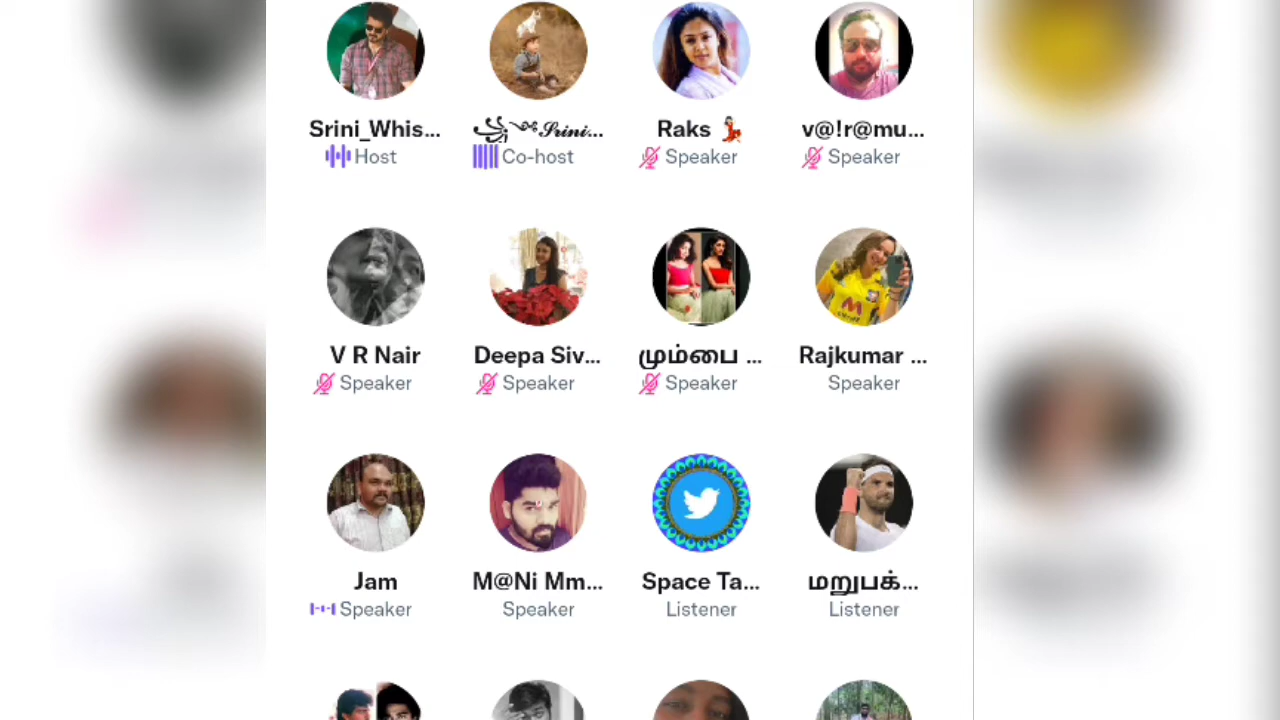 Srini_Whis... ꧁༺𝒮𝓇𝒾𝓃𝒾... Raks 💃 v@!r@mu...
Host Co-host Speaker Speaker
V R Nair Deepa Siv... மும்பை ... Rajkumar ...
Speaker Speaker Speaker Speaker
Jam M@Ni Mm... Space Ta... மறுபக்...
Speaker Speaker Listener Listener